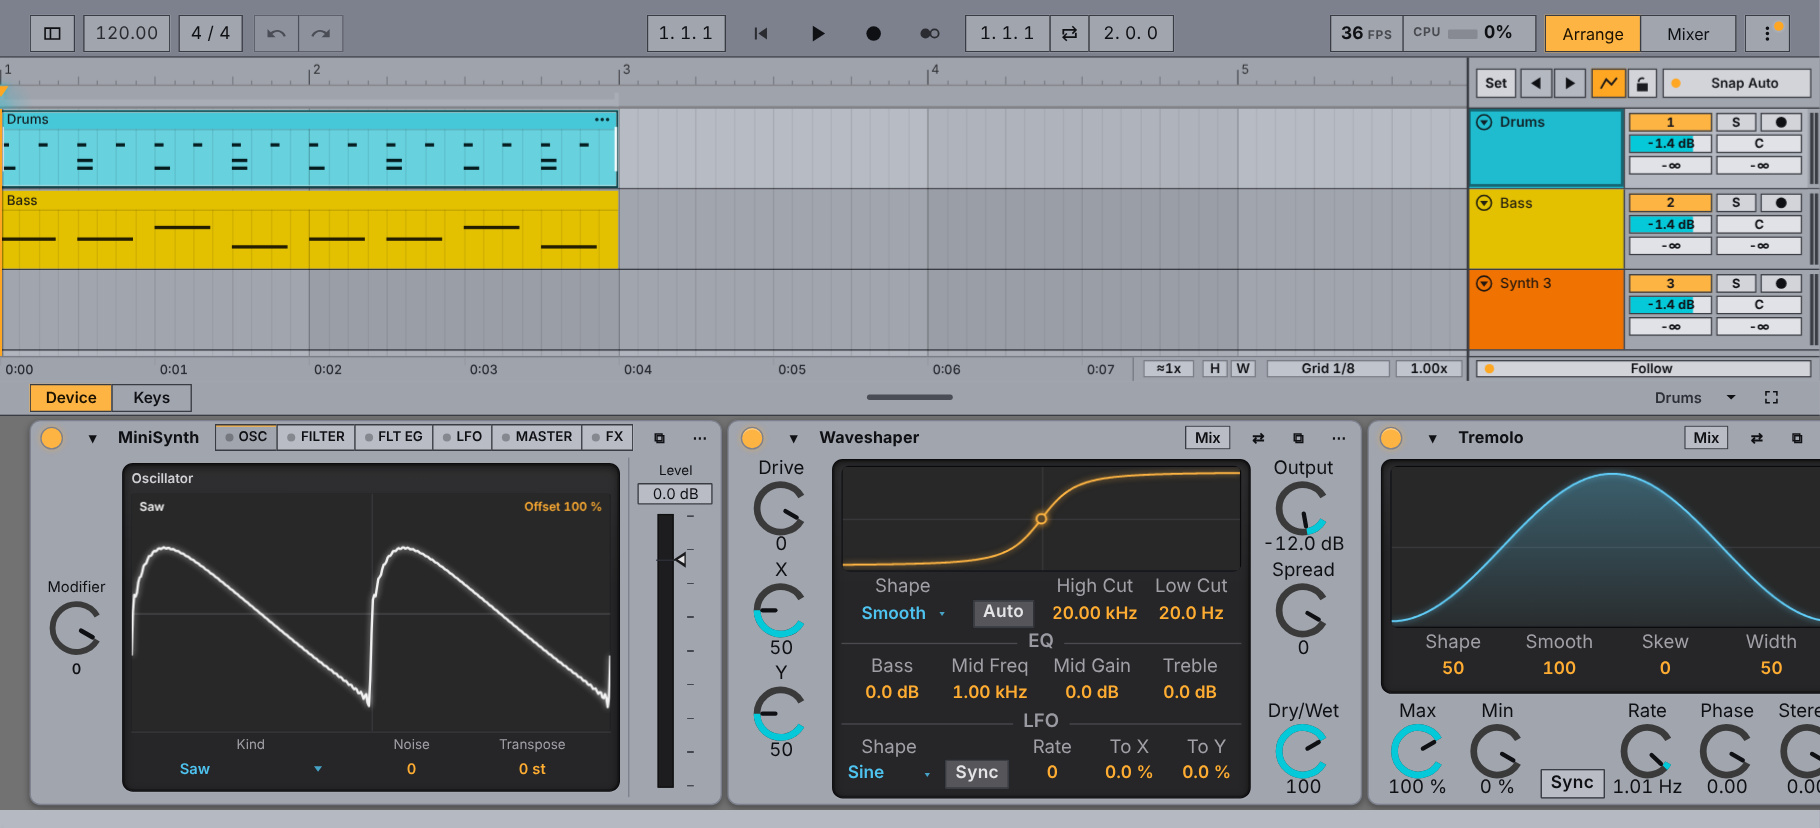 120.00 4 / 4 1. 1. 1 1. 1. 1 2. 0. 0 36 FPS CPU 0% Arrange Mixer
1 2 3 4 5 Set Snap Auto
Drums Drums 1 S
-1.4 dB C
-∞ -∞
Bass Bass 2 S
-1.4 dB C
-∞ -∞
Synth 3 3 S
-1.4 dB C
-∞ -∞
0:00 0:01 0:02 0:03 0:04 0:05 0:06 0:07 ≈1x H W Grid 1/8 1.00x Follow
Device Keys Drums
MiniSynth OSC FILTER FLT EG LFO MASTER FX
Modifier
0
Oscillator
Saw Offset 100 %
Kind Noise Transpose
Saw 0 0 st
Level
0.0 dB
Waveshaper Mix
Drive
0
X
50
Y
50
Shape High Cut Low Cut
Smooth Auto 20.00 kHz 20.0 Hz
EQ
Bass Mid Freq Mid Gain Treble
0.0 dB 1.00 kHz 0.0 dB 0.0 dB
LFO
Shape Rate To X To Y
Sine Sync 0 0.0 % 0.0 %
Output
-12.0 dB
Spread
0
Dry/Wet
100
Tremolo Mix
Shape Smooth Skew Width
50 100 0 50
Max Min Rate Phase Stere
100 % 0 % Sync 1.01 Hz 0.00 0.00